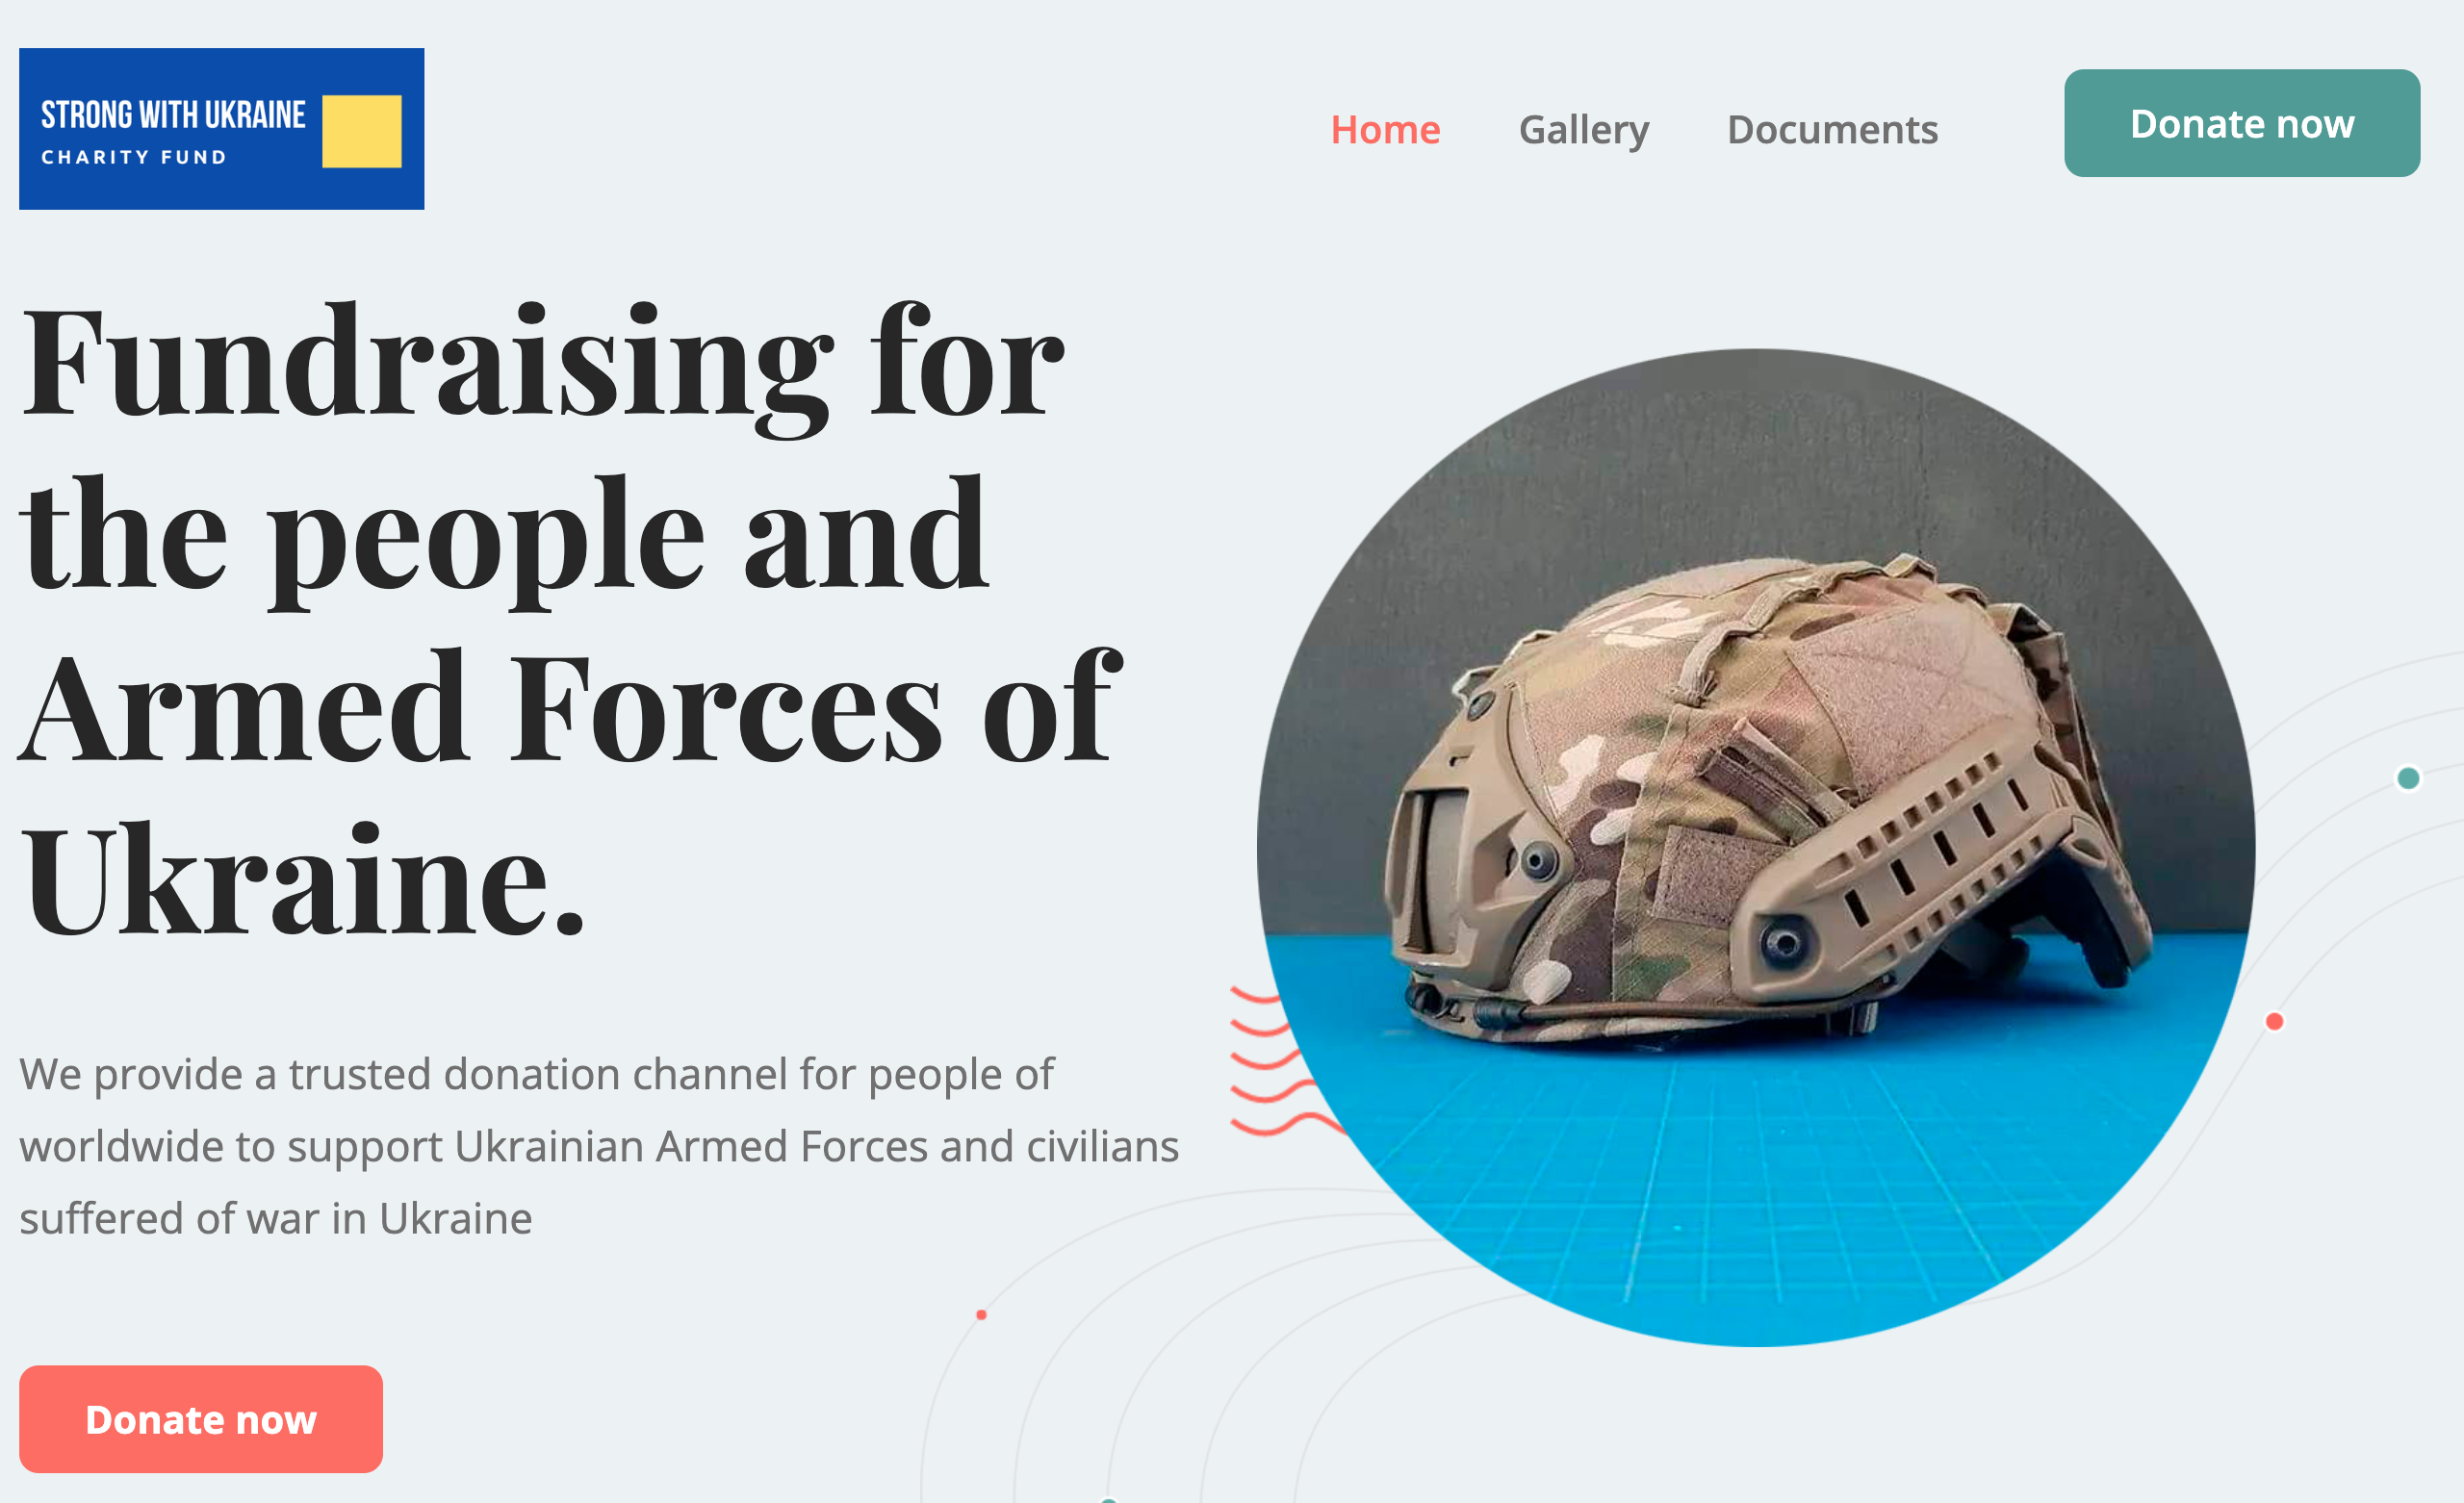 STRONG WITH UKRAINE
CHARITY FUND
Home Gallery Documents Donate now
Fundraising for
the people and
Armed Forces of
Ukraine.
We provide a trusted donation channel for people of
worldwide to support Ukrainian Armed Forces and civilians
suffered of war in Ukraine
Donate now